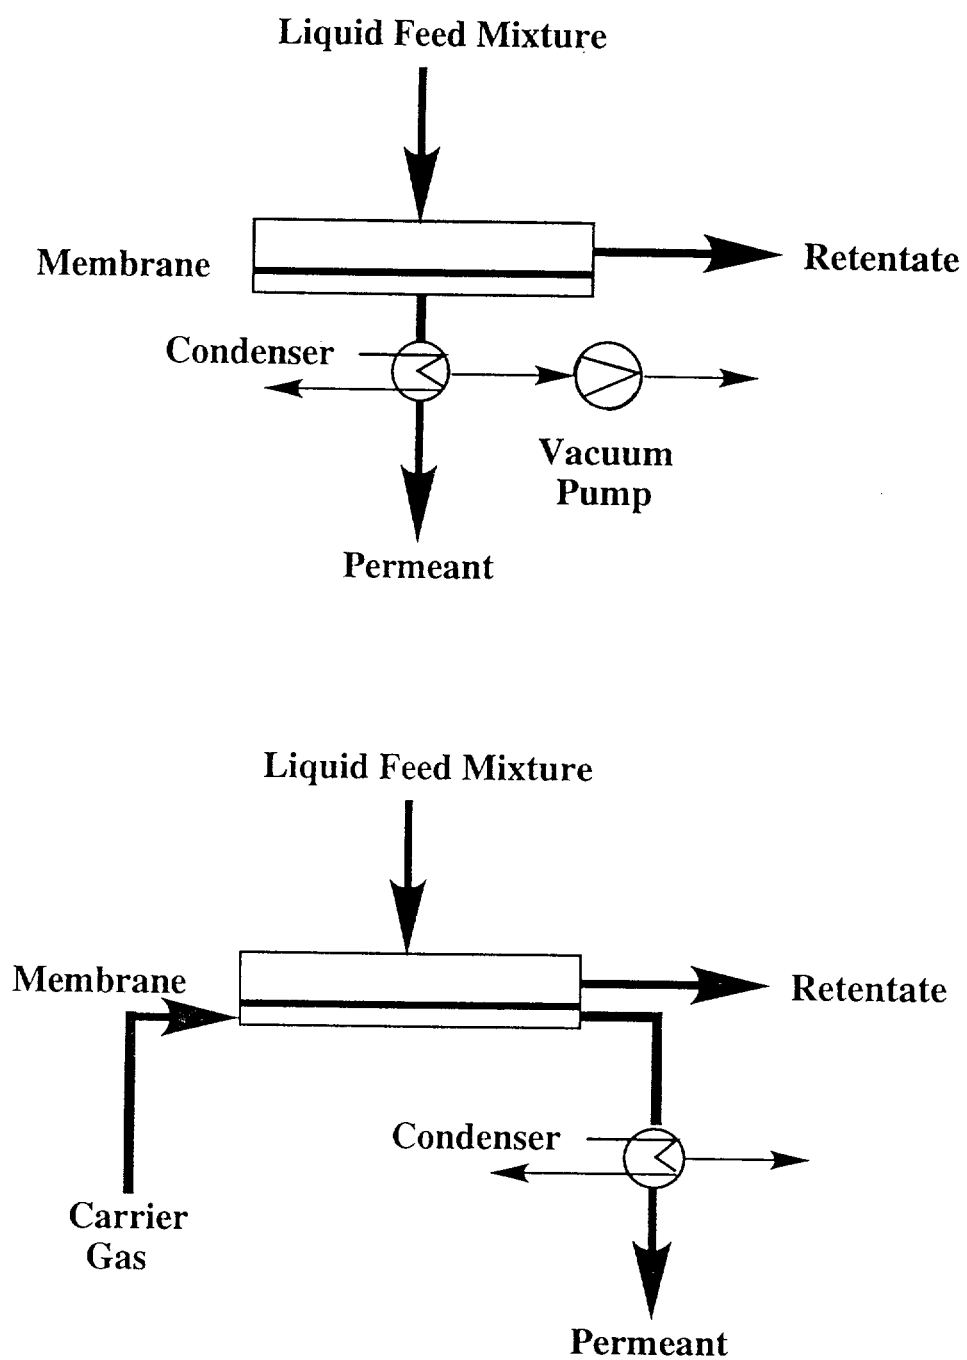 Liquid Feed Mixture
Membrane
Retentate
Condenser
Vacuum
Pump
Permeant
Liquid Feed Mixture
Membrane
Retentate
Condenser
Carrier
Gas
Permeant